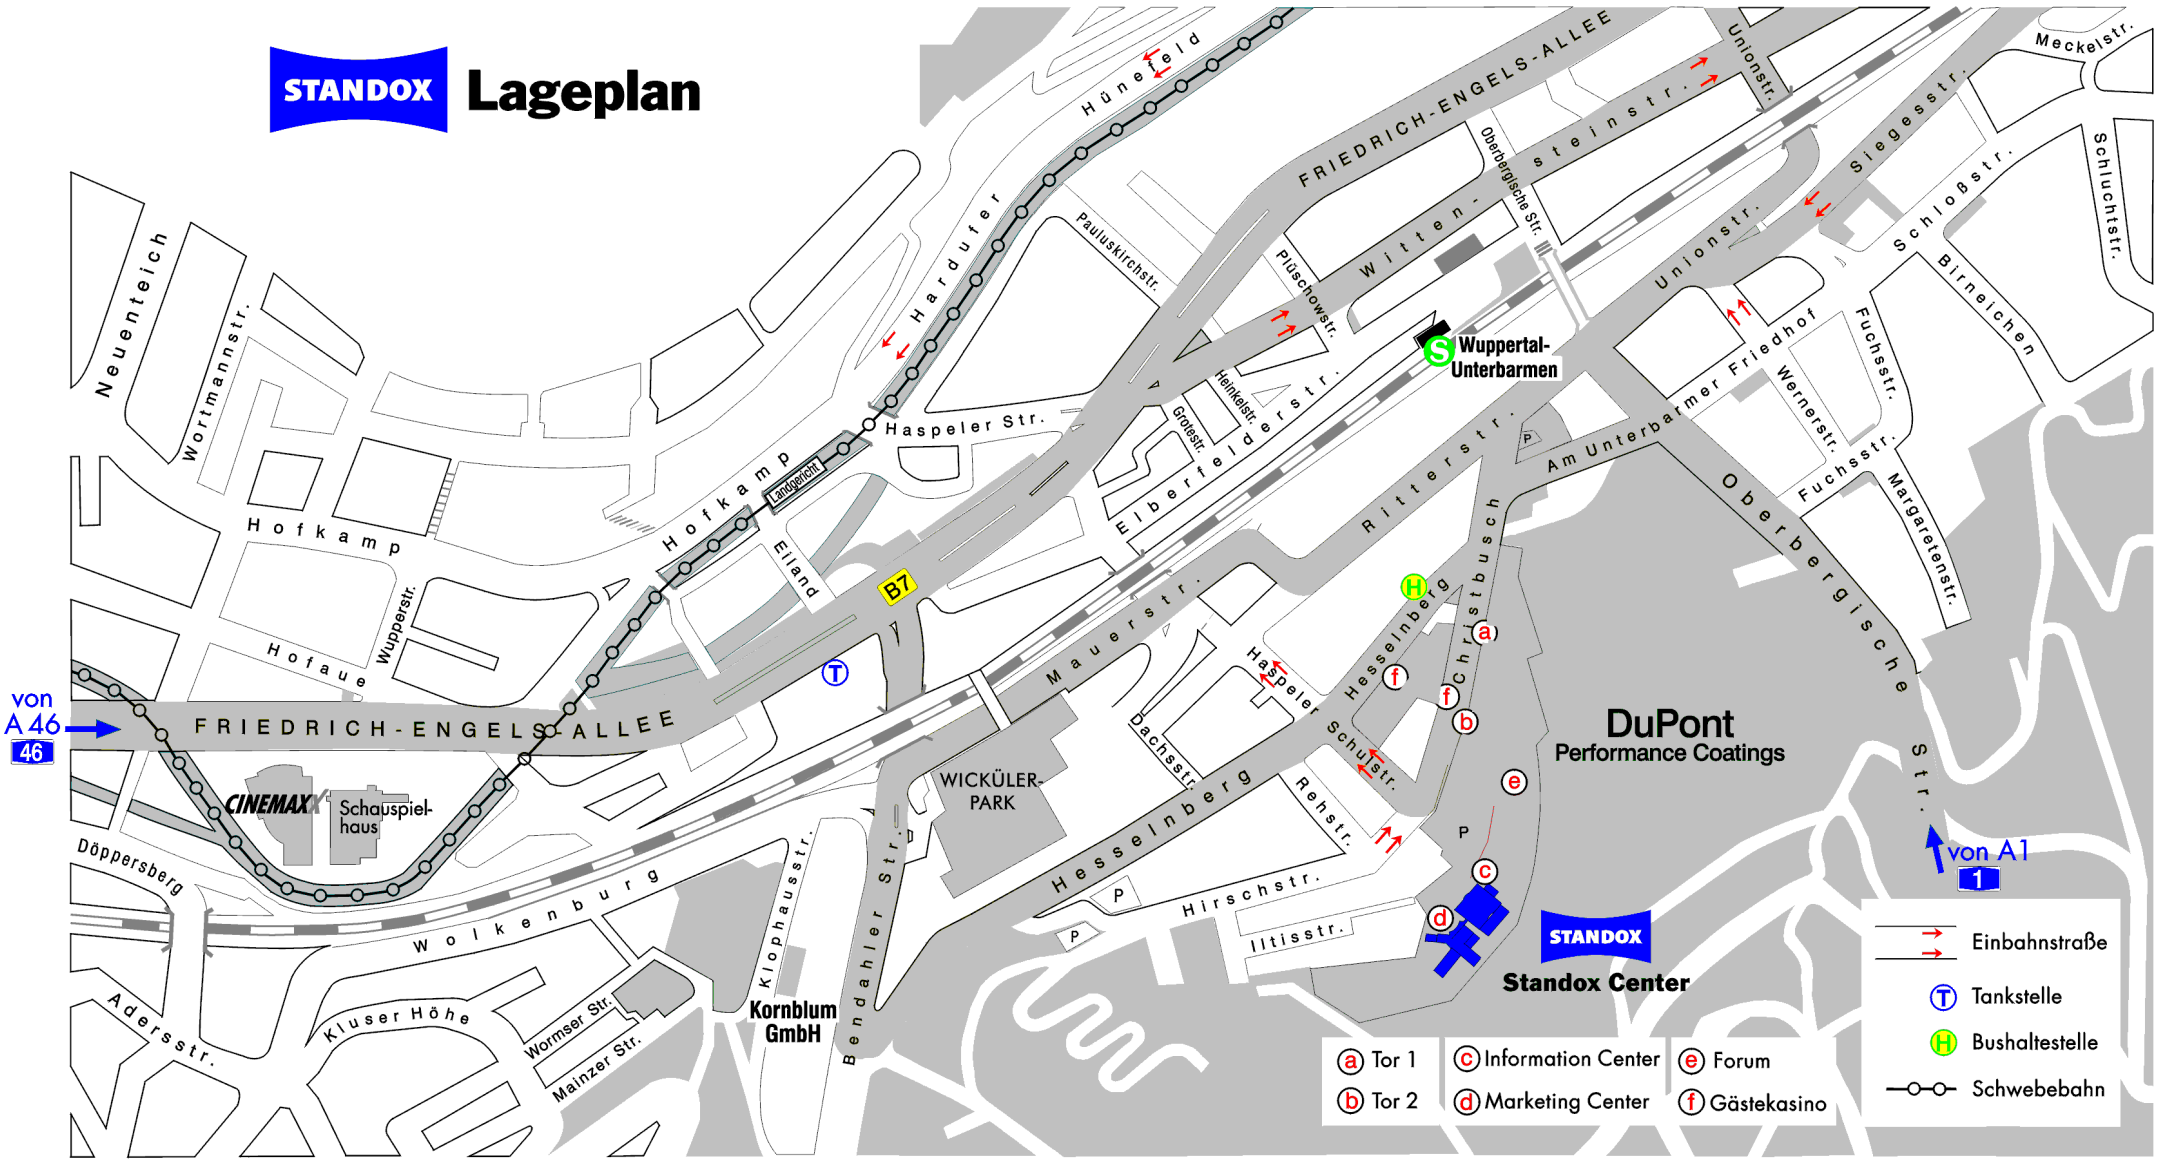 STANDOX Lageplan
Neuenteich
Wortmannstr.
Hofkamp
Hofaue
Wupperstr.
Hofkamp
Landgericht
Eiland
Hünefeld
Hardufer
Pauluskirchstr.
Haspeler Str.
FRIEDRICH-ENGELS-ALLEE
Witten-
steinstr.
Unionstr.
Oberbergische Str.
Plüschowstr.
Heinkelstr.
Grotestr.
Elberfelderstr.
S
Wuppertal-
Unterbarmen
Meckelstr.
Siegesstr.
Schluchtstr.
Schloßstr.
Birneichen
Unionstr.
Fuchsstr.
Am Unterbarmer Friedhof
Wernerstr.
Fuchsstr.
Margaretenstr.
Oberbergische
Str.
P
Ritterstr.
B7
T
Mauerstr.
H
Hesselnberg
Christbusch
a
f
f
b
e
P
c
d
Haspeler
Schulstr.
Dachsstr.
Rehstr.
Hesselnberg
Hirschstr.
Iltisstr.
P
P
DuPont
Performance Coatings
von
A 46
46
FRIEDRICH-ENGELS-ALLEE
CINEMAXX
Schauspiel-
haus
Döppersberg
Wolkenburg
WICKÜLER-
PARK
Klophausstr.
Bendahler Str.
Kornblum
GmbH
Adersstr.
Kluser Höhe
Wormser Str.
Mainzer Str.
STANDOX
Standox Center
von A1
1
Einbahnstraße
T Tankstelle
H Bushaltestelle
Schwebebahn
a Tor 1
c Information Center
e Forum
b Tor 2
d Marketing Center
f Gästekasino